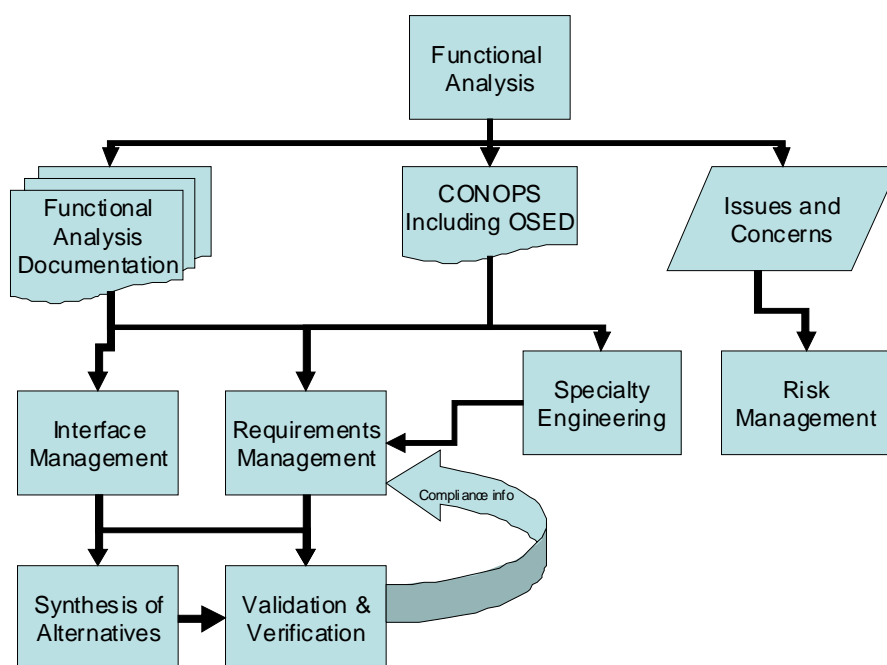 Functional
Analysis
Functional
Analysis
Documentation
CONOPS
Including OSED
Issues and
Concerns
Interface
Management
Requirements
Management
Specialty
Engineering
Risk
Management
Compliance info
Synthesis of
Alternatives
Validation &
Verification